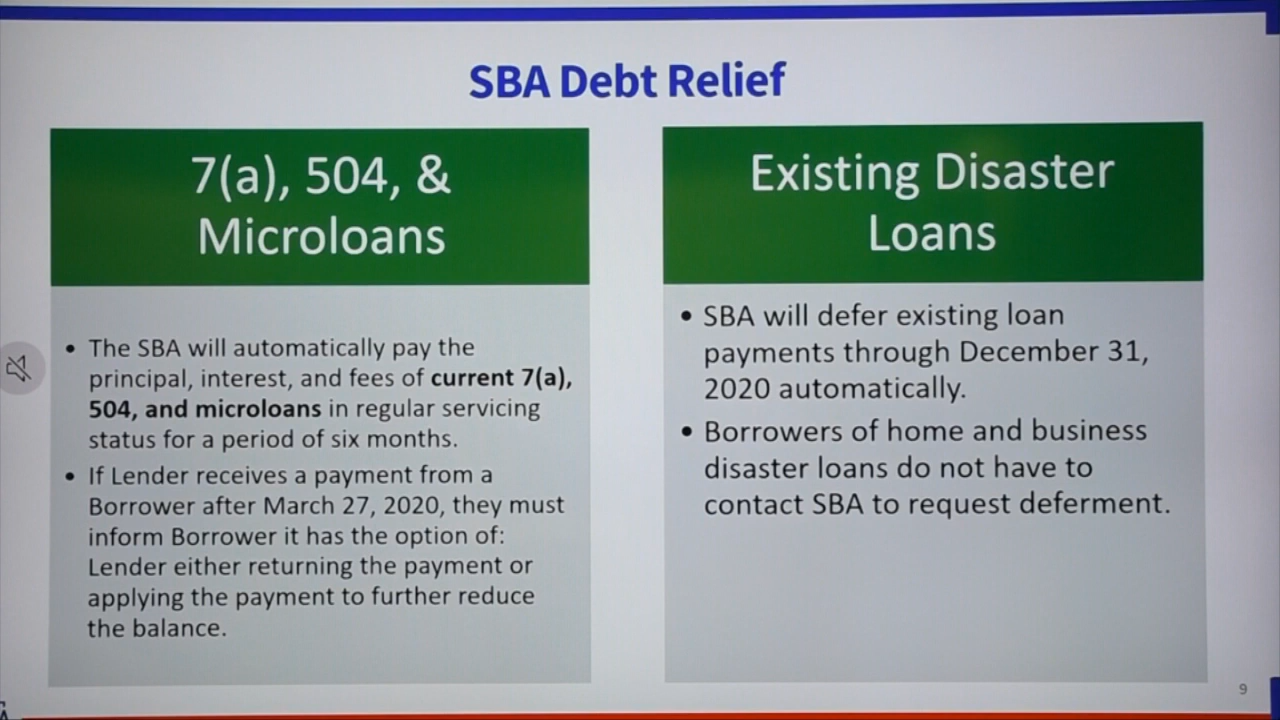 SBA Debt Relief
7(a), 504, &
Microloans
• The SBA will automatically pay the
principal, interest, and fees of current 7(a),
504, and microloans in regular servicing
status for a period of six months.
• If Lender receives a payment from a
Borrower after March 27, 2020, they must
inform Borrower it has the option of:
Lender either returning the payment or
applying the payment to further reduce
the balance.
Existing Disaster
Loans
• SBA will defer existing loan
payments through December 31,
2020 automatically.
• Borrowers of home and business
disaster loans do not have to
contact SBA to request deferment.
9